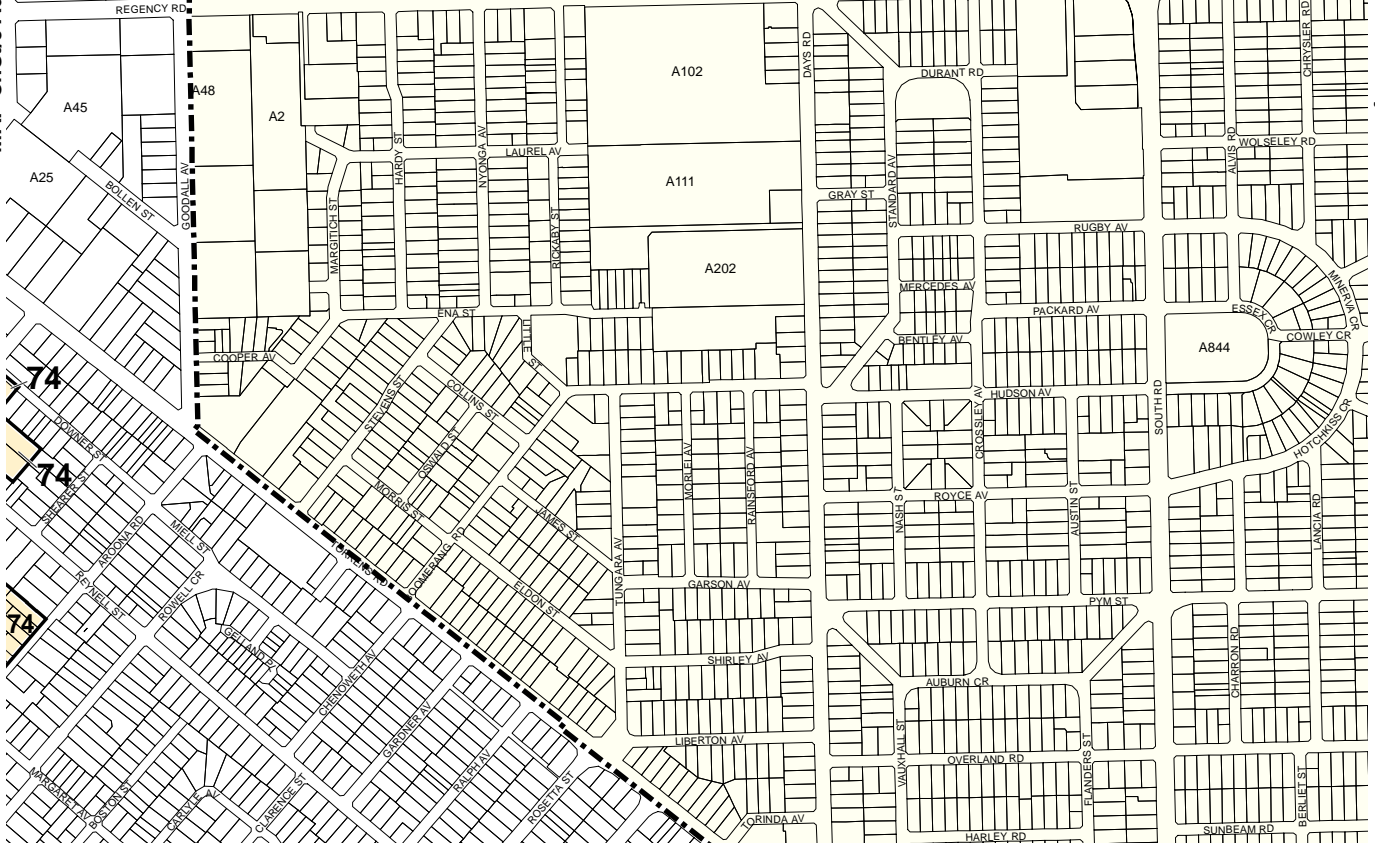 REGENCY RD
CHRYSLER RD
DAYS RD
DURANT RD
A102
A48
A45
A2
ALVIS RD
WOLSELEY RD
HARDY ST
NYONGA AV
LAUREL AV
A25
A111
GOODALL AV
BOLLEN ST
STANDARD AV
GRAY ST
MARGITICH ST
RICKABY ST
RUGBY AV
A202
MERCEDES AV
MINERVA CR
ENA ST
LITTLE ST
PACKARD AV
ESSEX CR
COWLEY CR
BENTLEY AV
A844
COOPER AV
74
STEVENS ST
COLLINS ST
HUDSON AV
SOUTH RD
CROSSLEY AV
HOTCHKISS CR
DOWNER ST
OSWALD ST
74
SHEARER ST
MORLEI AV
RAINSFORD AV
MORRIS ST
ROYCE AV
NASH ST
AUSTIN ST
LANCIA RD
JAMES ST
AROONA RD
MIELL ST
TORRENS RD
TUNGARA AV
GARSON AV
REYNELL ST
ROWELL CR
ELDON ST
PYM ST
74
GELLAND PL
SHIRLEY AV
CHARRON RD
CHENOWETH AV
AUBURN CR
GARDNER AV
LIBERTON AV
VAUXHALL ST
OVERLAND RD
FLANDERS ST
RALPH AV
MARGARET AV
BOSTON ST
CARLYLE AV
CLARENCE ST
ROSETTA ST
BERLIET ST
RINDA AV
HARLEY RD
SUNBEAM RD